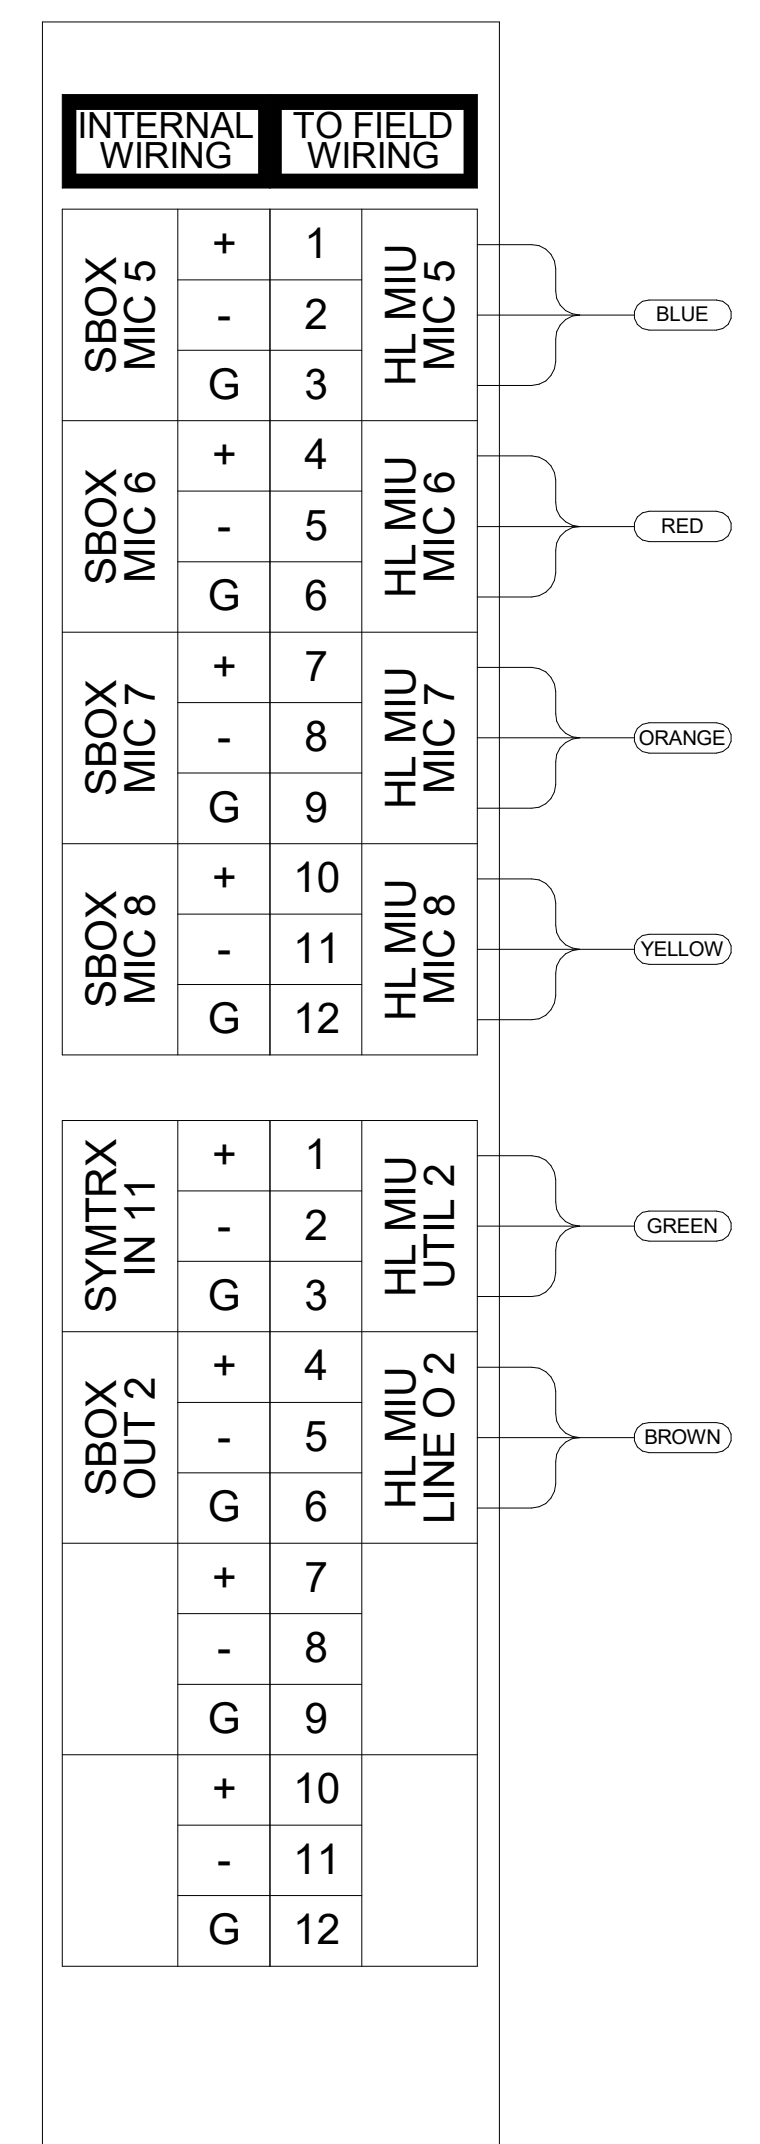 INTERNAL
WIRING
TO FIELD
WIRING
SBOX
MIC 5
+
1
HL MIU
MIC 5
-
2
G
3
BLUE
SBOX
MIC 6
+
4
HL MIU
MIC 6
-
5
G
6
RED
SBOX
MIC 7
+
7
HL MIU
MIC 7
-
8
G
9
ORANGE
SBOX
MIC 8
+
10
HL MIU
MIC 8
-
11
G
12
YELLOW
SYMTRX
IN 11
+
1
HL MIU
UTIL 2
-
2
G
3
GREEN
SBOX
OUT 2
+
4
HL MIU
LINE O 2
-
5
G
6
BROWN
+
7
-
8
G
9
+
10
-
11
G
12